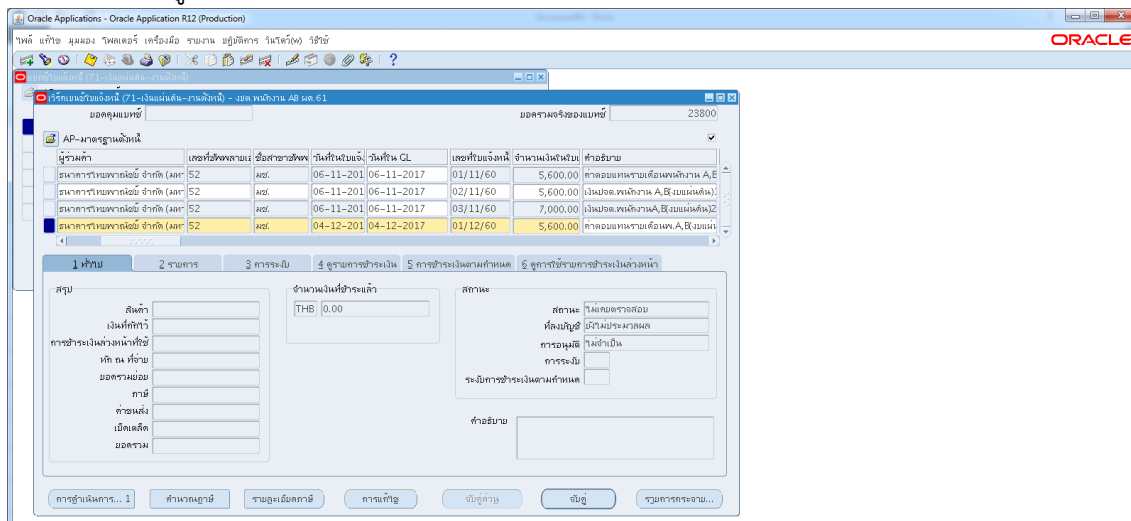 Oracle Applications - Oracle Application R12 (Production)
ไฟล์ แก้ไข มุมมอง โฟลเดอร์ เครื่องมือ รายงาน ปฏิบัติการ วินโดว์(w) วิธีใช้
ORACLE
เวิร์กเบนช์ใบแจ้งหนี้ (71-เงินแผ่นดิน-งานตั้งหนี้) - งปด.พนักงาน AB ผด.61
ยอดคุมแบทช์
ยอดรวมจริงของแบทช์ 23800
AP-มาตรฐานตั้งหนี้
ผู้ร่วมค้า เลขที่ซัพพลายเอ ชื่อสาขาซัพพ วันที่ในใบแจ้ง วันที่ใน GL เลขที่ใบแจ้งหนี้ จำนวนเงินในใบแ คำอธิบาย
ธนาคารไทยพาณิชย์ จำกัด (มหา 52 มช. 06-11-201 06-11-2017 01/11/60 5,600.00 ค่าตอบแทนรายเดือนพนักงาน A,B
ธนาคารไทยพาณิชย์ จำกัด (มหา 52 มช. 06-11-201 06-11-2017 02/11/60 5,600.00 เงินปจต.พนักงาน A,B(งบแผ่นดิน)
ธนาคารไทยพาณิชย์ จำกัด (มหา 52 มช. 06-11-201 06-11-2017 03/11/60 7,000.00 เงินปจต.พนักงานA,B(งบแผ่นดิน)2
ธนาคารไทยพาณิชย์ จำกัด (มหา 52 มช. 04-12-201 04-12-2017 01/12/60 5,600.00 ค่าตอบแทนรายเดือนพ.A,B(งบแผ่น
1 ทั่วไป 2 รายการ 3 การระงับ 4 ดูรายการชำระเงิน 5 การชำระเงินตามกำหนด 6 ดูการใช้รายการชำระเงินล่วงหน้า
สรุป
จำนวนเงินที่ชำระแล้ว
สถานะ
สินค้า
THB 0.00
สถานะ ไม่เคยตรวจสอบ
เงินที่กักไว้
ที่ลงบัญชี ยังไม่ประมวลผล
การชำระเงินล่วงหน้าที่ใช้
การอนุมัติ ไม่จำเป็น
หัก ณ ที่จ่าย
การระงับ
ยอดรวมย่อย
ระงับการชำระเงินตามกำหนด
ภาษี
ค่าขนส่ง
คำอธิบาย
เบ็ดเตล็ด
ยอดรวม
การดำเนินการ... 1 คำนวณภาษี รายละเอียดภาษี การแก้ไข จับคู่ด่วน จับคู่ รายการกระจาย...